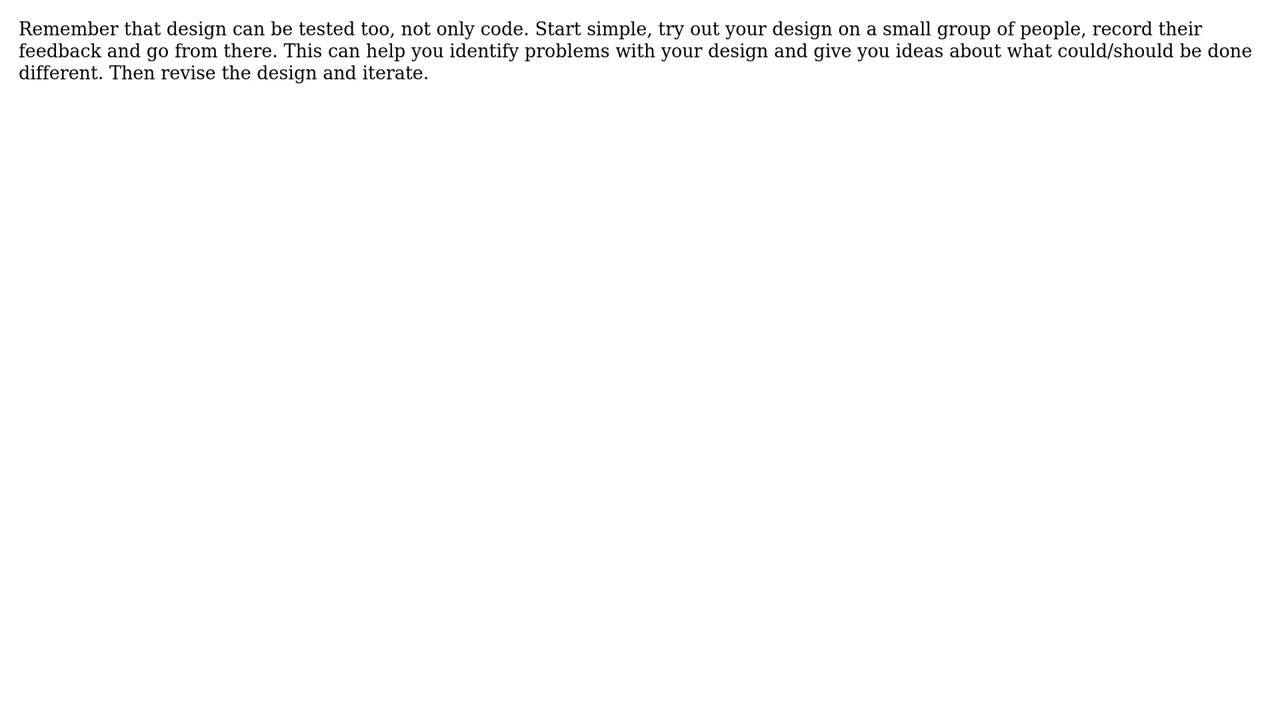 Remember that design can be tested too, not only code. Start simple, try out your design on a small group of people, record their
feedback and go from there. This can help you identify problems with your design and give you ideas about what could/should be done
different. Then revise the design and iterate.